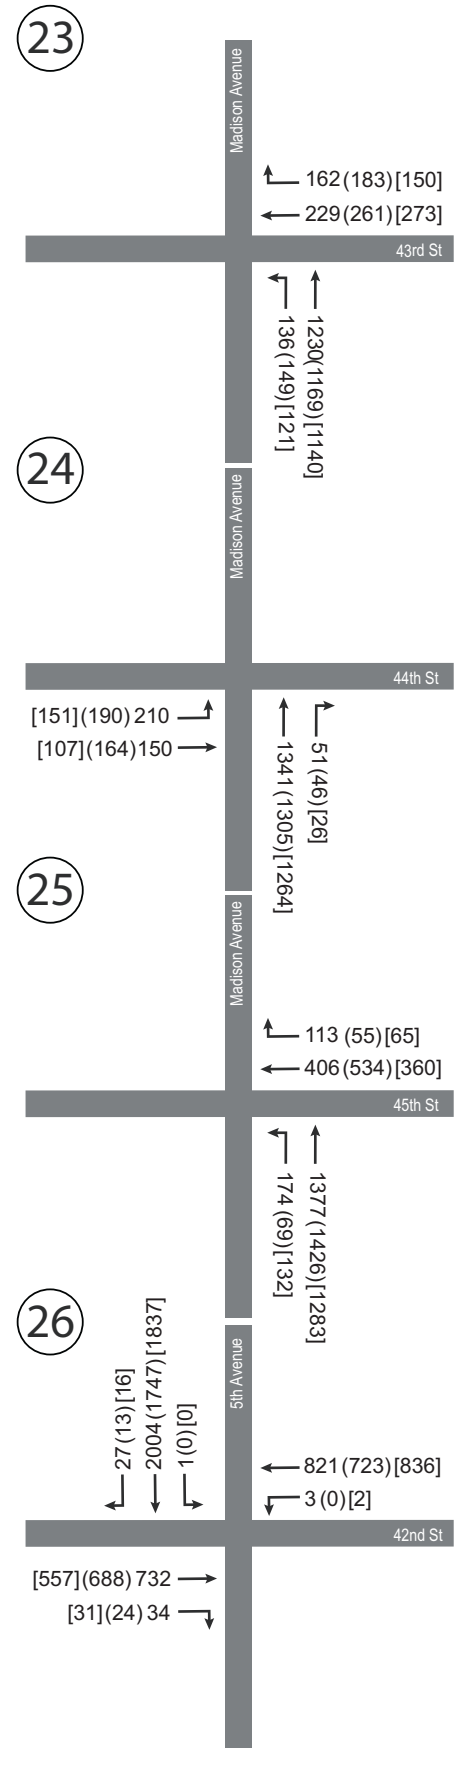 23
Madison Avenue
162 (183) [150]
229 (261) [273]
43rd St
136 (149) [121]
1230(1169) [1140]
24
Madison Avenue
44th St
[151] (190) 210
[107] (164) 150
1341 (1305) [1264]
51 (46) [26]
25
Madison Avenue
113 (55) [65]
406 (534) [360]
45th St
174 (69) [132]
1377 (1426) [1283]
26
5th Avenue
27 (13) [16]
2004 (1747) [1837]
1 (0) [0]
821 (723) [836]
3 (0) [2]
42nd St
[557] (688) 732
[31] (24) 34